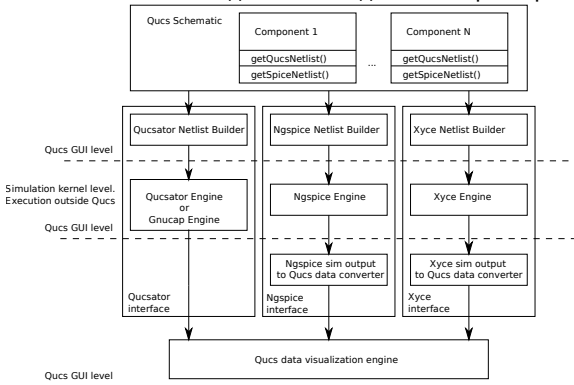 Qucs Schematic
Component 1
Component N
getQucsNetlist()
getSpiceNetlist()
...
getQucsNetlist()
getSpiceNetlist()
Qucsator Netlist Builder
Ngspice Netlist Builder
Xyce Netlist Builder
Qucs GUI level
Simulation kernel level.
Execution outside Qucs
Qucsator Engine
or
Gnucap Engine
Ngspice Engine
Xyce Engine
Qucs GUI level
Ngspice sim output
to Qucs data converter
Xyce sim output
to Qucs data converter
Qucsator
interface
Ngspice
interface
Xyce
interface
Qucs data visualization engine
Qucs GUI level